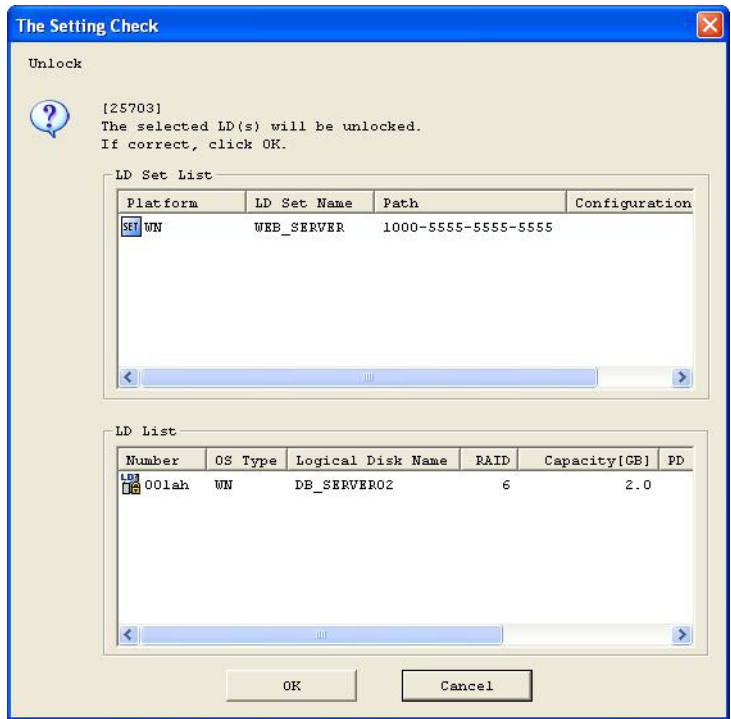 The Setting Check
Unlock
[25703]
The selected LD(s) will be unlocked.
If correct, click OK.
LD Set List
Platform LD Set Name Path Configuration
SET WN WEB_SERVER 1000-5555-5555-5555
LD List
Number OS Type Logical Disk Name RAID Capacity[GB] PD
001ah WN DB_SERVER02 6 2.0
OK Cancel